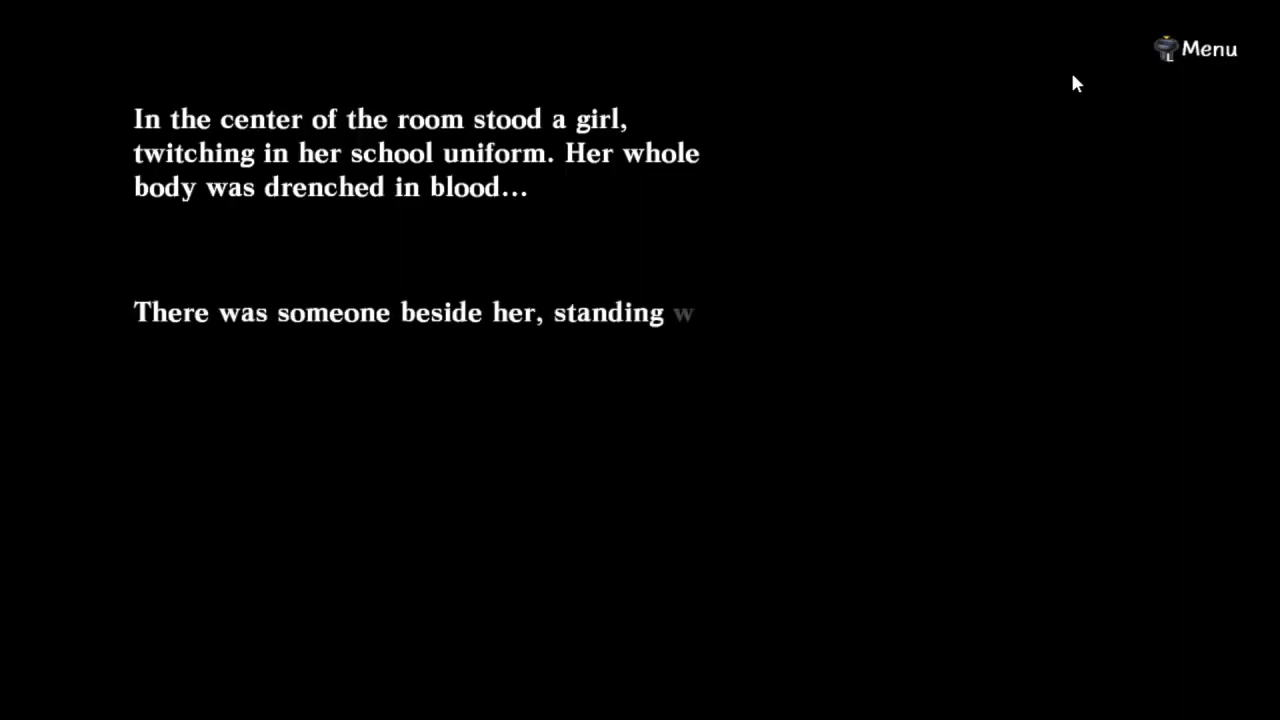 Menu
In the center of the room stood a girl,
twitching in her school uniform. Her whole
body was drenched in blood…
There was someone beside her, standing w